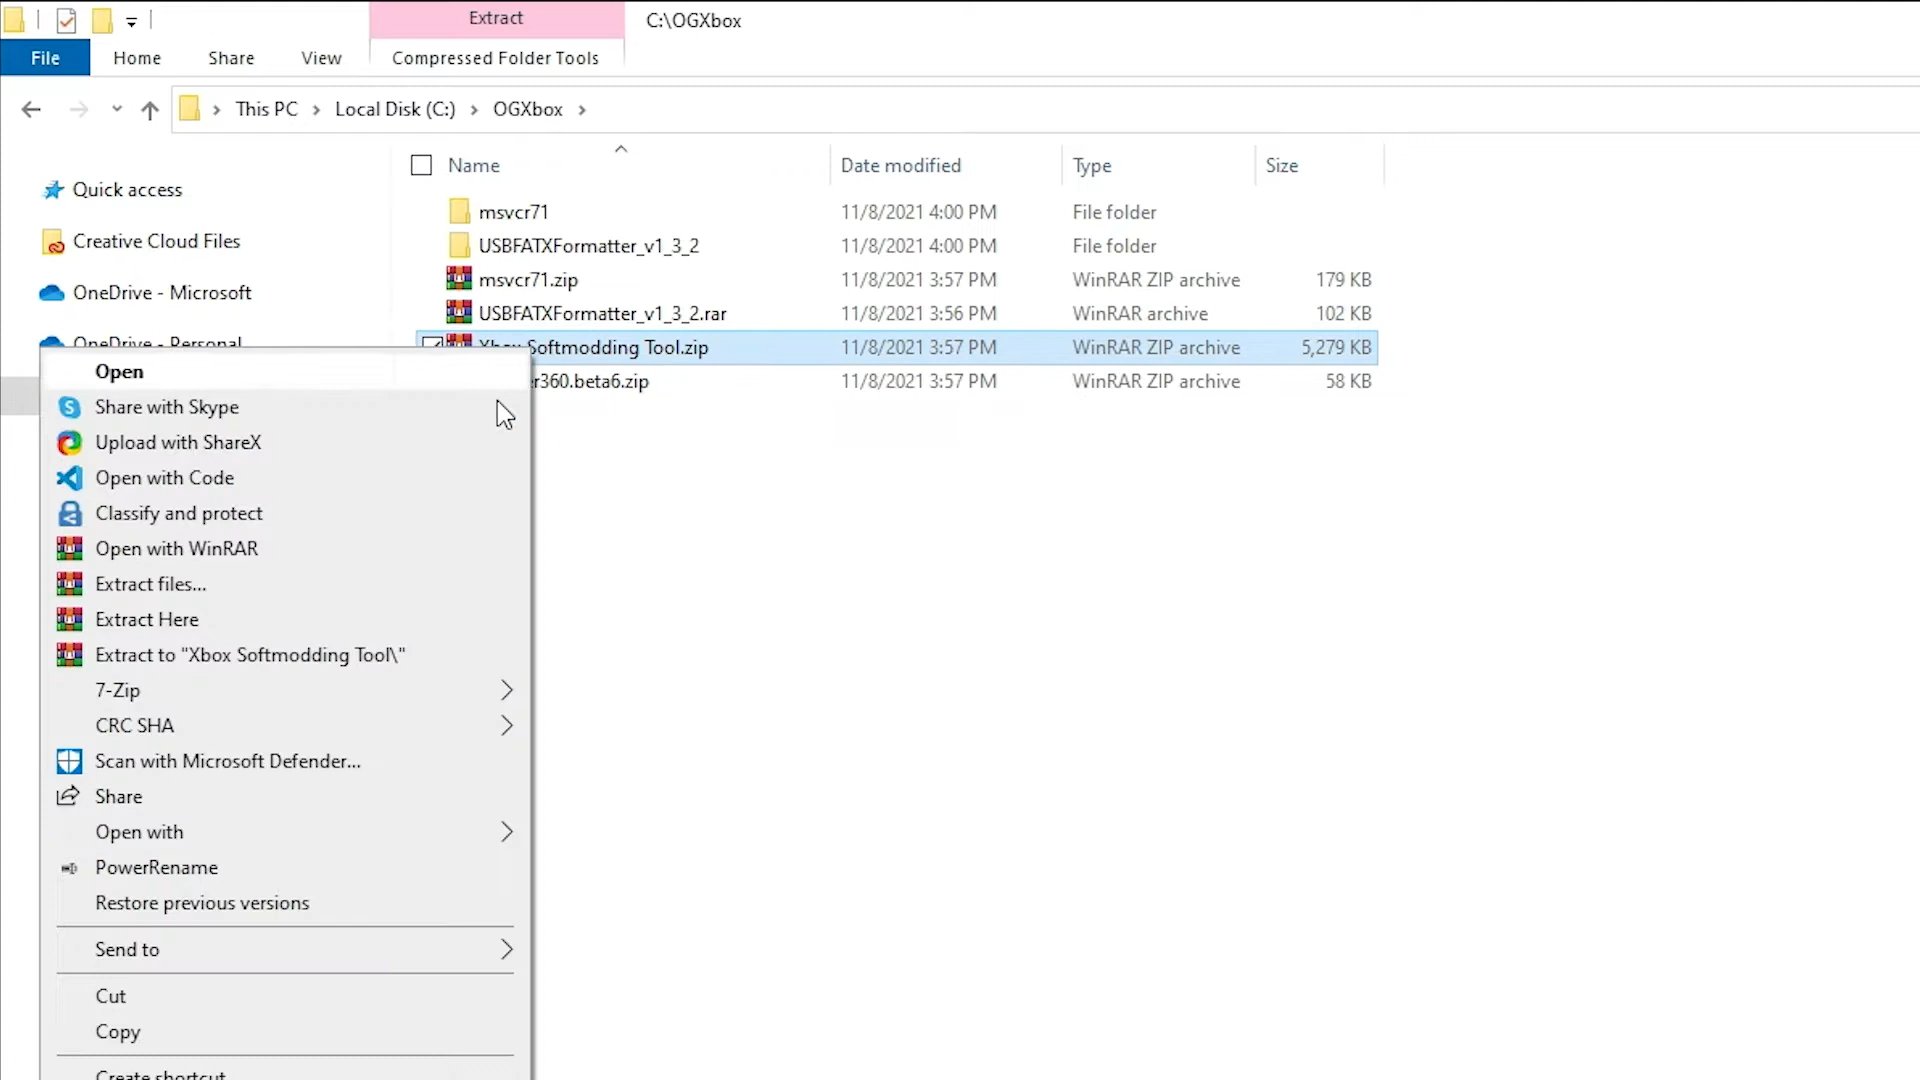 Extract
C:\OGXbox
File
Home
Share
View
Compressed Folder Tools
This PC
Local Disk (C:)
OGXbox
Name
Date modified
Type
Size
Quick access
Creative Cloud Files
OneDrive - Microsoft
OneDrive - Personal
msvcr71 11/8/2021 4:00 PM File folder
USBFATXFormatter_v1_3_2 11/8/2021 4:00 PM File folder
msvcr71.zip 11/8/2021 3:57 PM WinRAR ZIP archive 179 KB
USBFATXFormatter_v1_3_2.rar 11/8/2021 3:56 PM WinRAR archive 102 KB
Xbox Softmodding Tool.zip 11/8/2021 3:57 PM WinRAR ZIP archive 5,279 KB
r360.beta6.zip 11/8/2021 3:57 PM WinRAR ZIP archive 58 KB
Open
Share with Skype
Upload with ShareX
Open with Code
Classify and protect
Open with WinRAR
Extract files...
Extract Here
Extract to "Xbox Softmodding Tool\"
7-Zip
CRC SHA
Scan with Microsoft Defender...
Share
Open with
PowerRename
Restore previous versions
Send to
Cut
Copy
Create shortcut